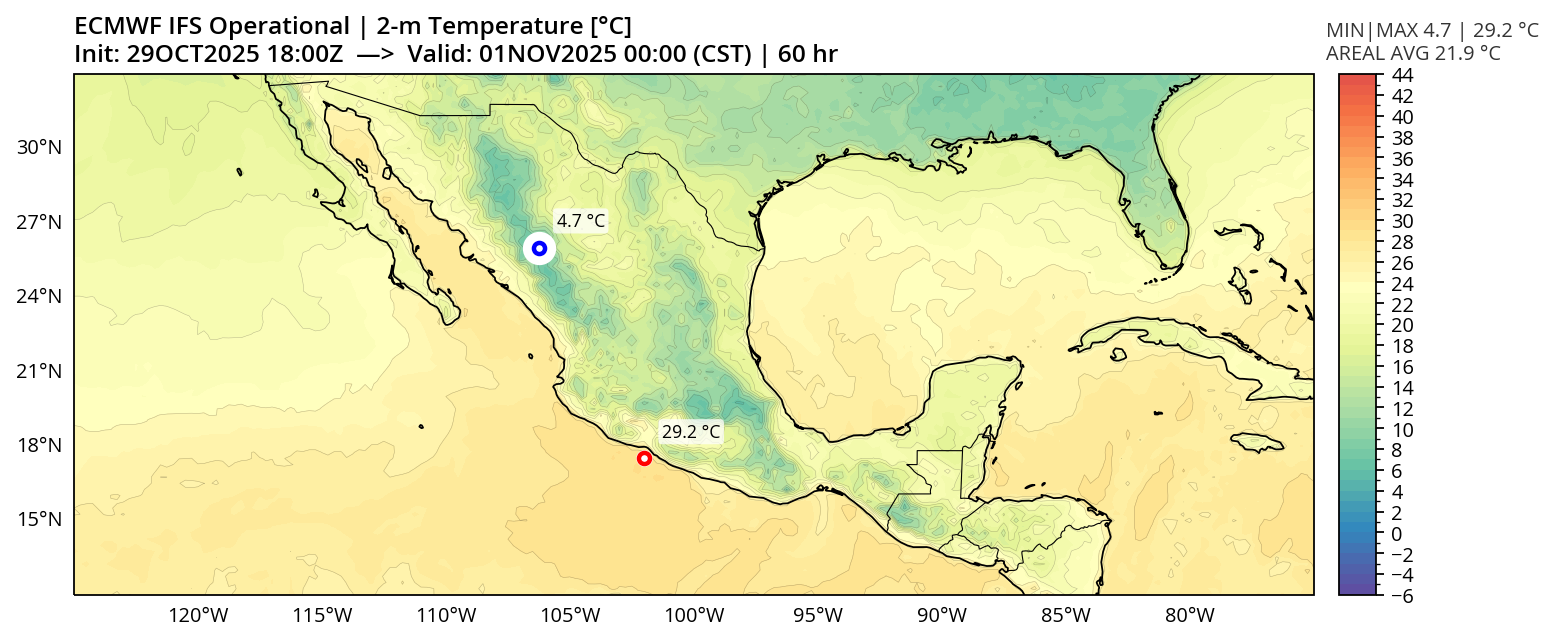 ECMWF IFS Operational | 2-m Temperature [°C]
Init: 29OCT2025 18:00Z —> Valid: 01NOV2025 00:00 (CST) | 60 hr
MIN|MAX 4.7 | 29.2 °C
AREAL AVG 21.9 °C
30°N
27°N
24°N
21°N
18°N
15°N
4.7 °C
29.2 °C
120°W
115°W
110°W
105°W
100°W
95°W
90°W
85°W
80°W
44
42
40
38
36
34
32
30
28
26
24
22
20
18
16
14
12
10
8
6
4
2
0
−2
−4
−6